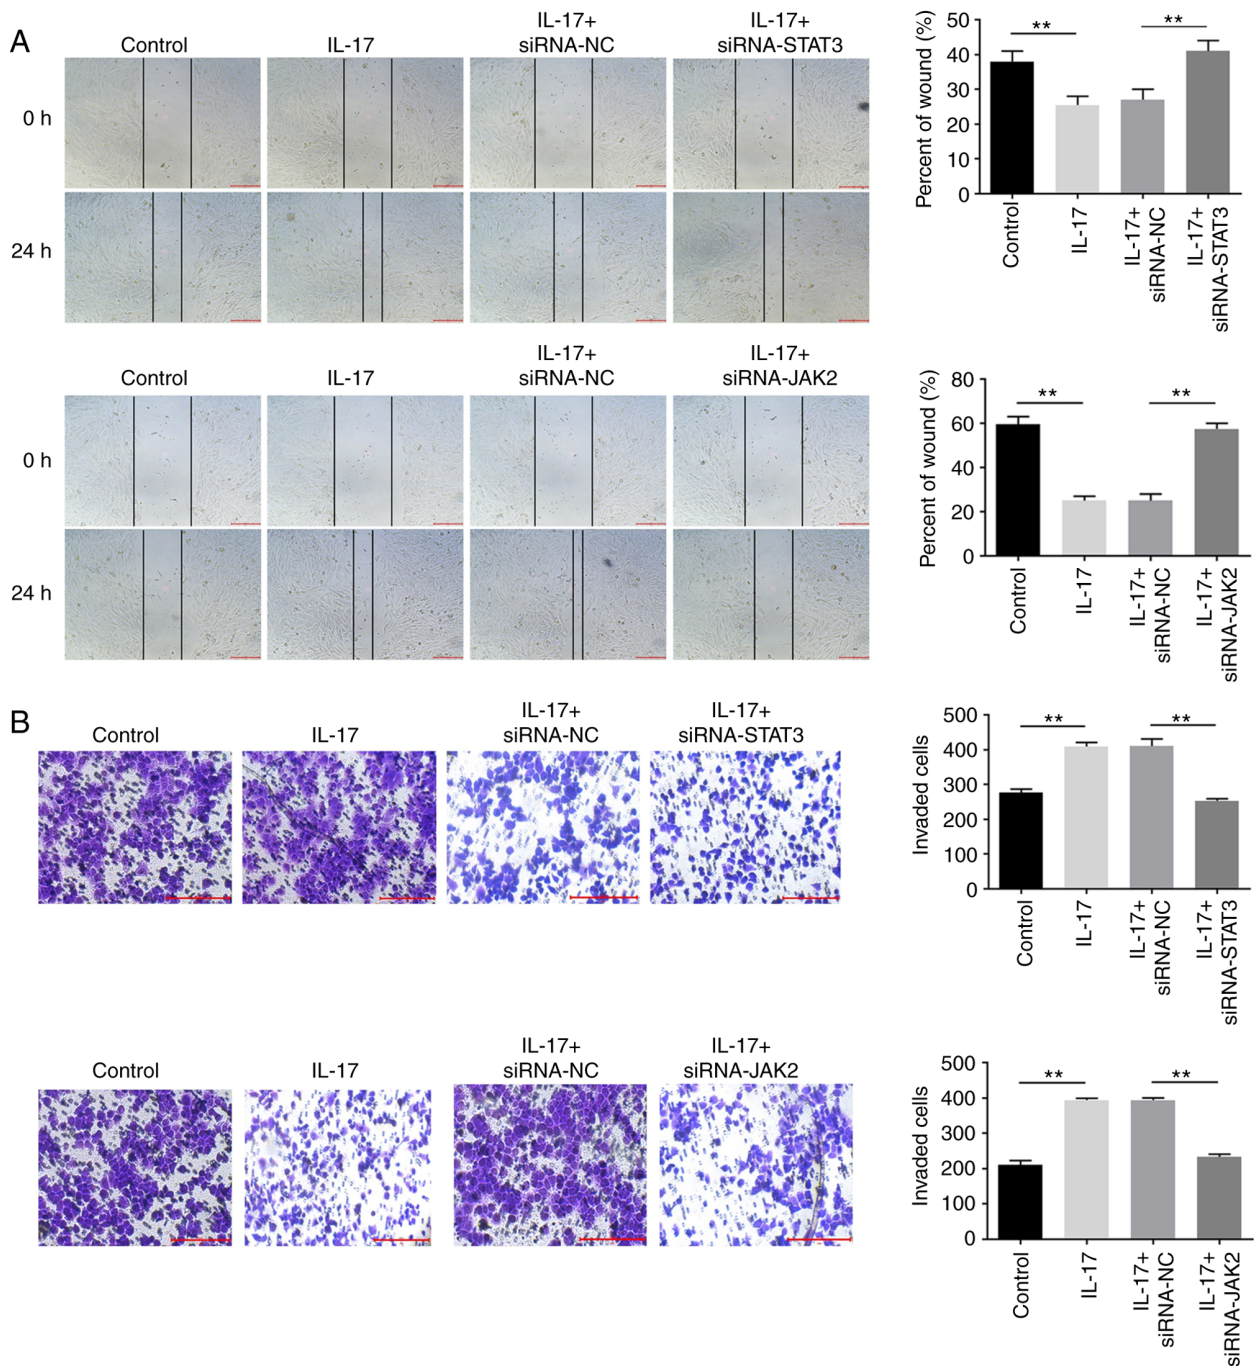 A
Control
IL-17
IL-17+
siRNA-NC
IL-17+
siRNA-STAT3
0 h
24 h
Percent of wound (%)
50
40
30
20
10
0
**
**
Control
IL-17
IL-17+
siRNA-NC
IL-17+
siRNA-STAT3
Control
IL-17
IL-17+
siRNA-NC
IL-17+
siRNA-JAK2
0 h
24 h
Percent of wound (%)
80
60
40
20
0
**
**
Control
IL-17
IL-17+
siRNA-NC
IL-17+
siRNA-JAK2
B
Control
IL-17
IL-17+
siRNA-NC
IL-17+
siRNA-STAT3
Invaded cells
500
400
300
200
100
0
**
**
Control
IL-17
IL-17+
siRNA-NC
IL-17+
siRNA-STAT3
Control
IL-17
IL-17+
siRNA-NC
IL-17+
siRNA-JAK2
Invaded cells
500
400
300
200
100
0
**
**
Control
IL-17
IL-17+
siRNA-NC
IL-17+
siRNA-JAK2